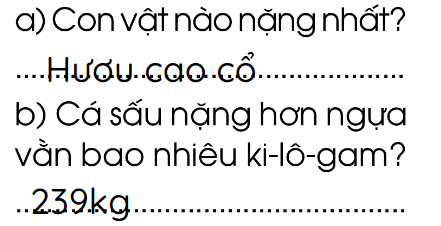 a) Con vật nào nặng nhất?
....Hươu cao cổ....................
b) Cá sấu nặng hơn ngựa
vằn bao nhiêu ki-lô-gam?
..239kg..................................